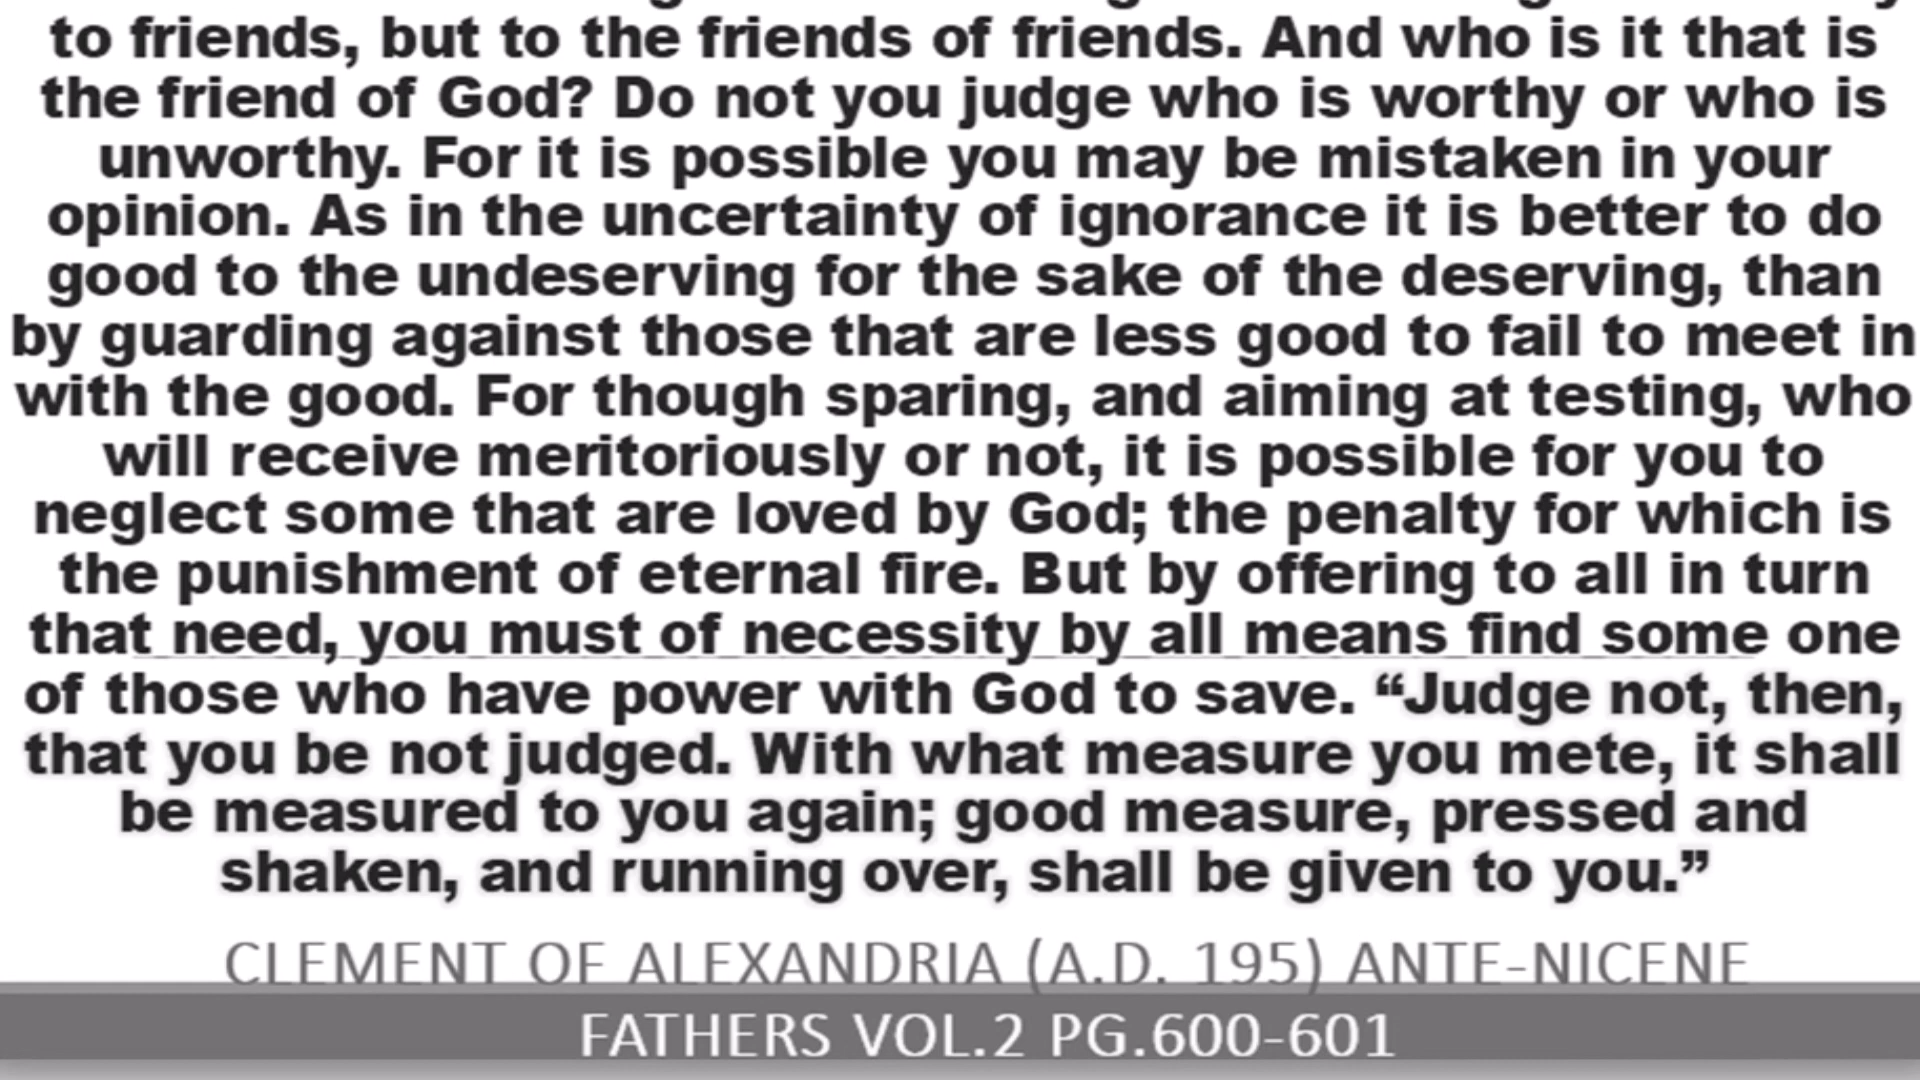 to friends, but to the friends of friends. And who is it that is
the friend of God? Do not you judge who is worthy or who is
unworthy. For it is possible you may be mistaken in your
opinion. As in the uncertainty of ignorance it is better to do
good to the undeserving for the sake of the deserving, than
by guarding against those that are less good to fail to meet in
with the good. For though sparing, and aiming at testing, who
will receive meritoriously or not, it is possible for you to
neglect some that are loved by God; the penalty for which is
the punishment of eternal fire. But by offering to all in turn
that need, you must of necessity by all means find some one
of those who have power with God to save. “Judge not, then,
that you be not judged. With what measure you mete, it shall
be measured to you again; good measure, pressed and
shaken, and running over, shall be given to you.”
CLEMENT OF ALEXANDRIA (A.D. 195) ANTE-NICENE
FATHERS VOL.2 PG.600-601